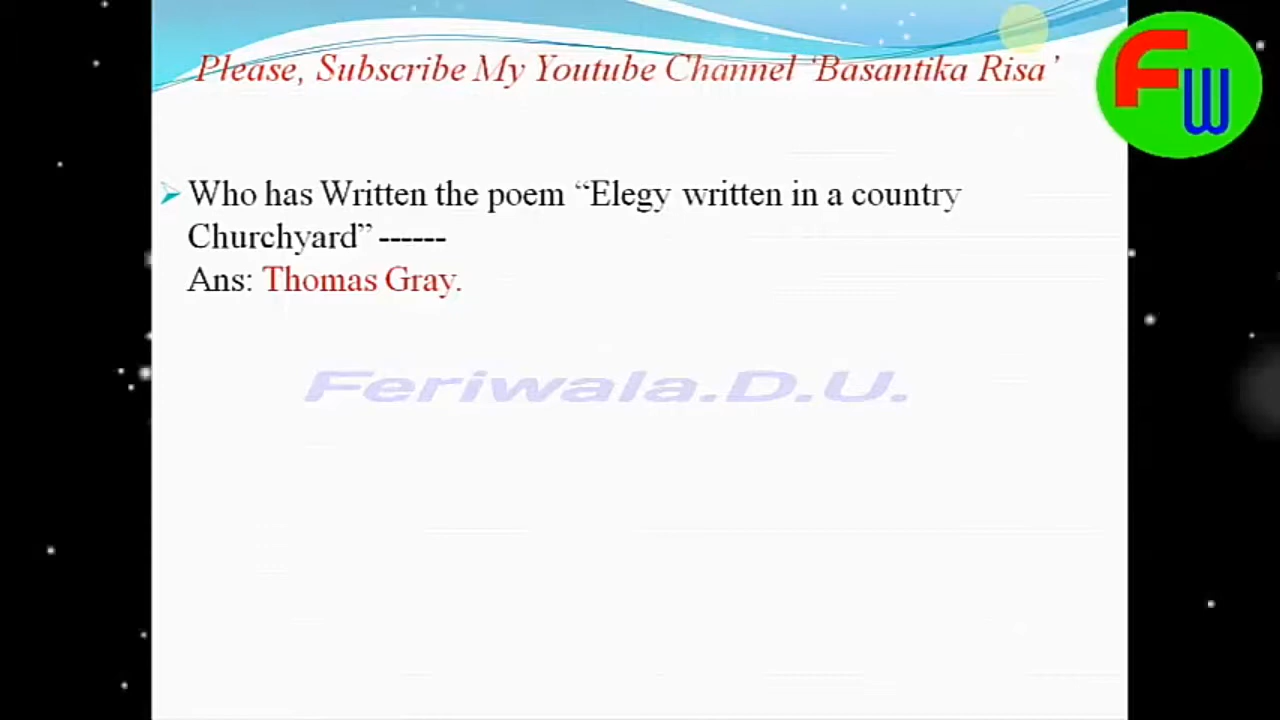 Please, Subscribe My Youtube Channel ‘Basantika Risa’
FW
Who has Written the poem “Elegy written in a country
Churchyard” ------
Ans: Thomas Gray.
Feriwala.D.U.